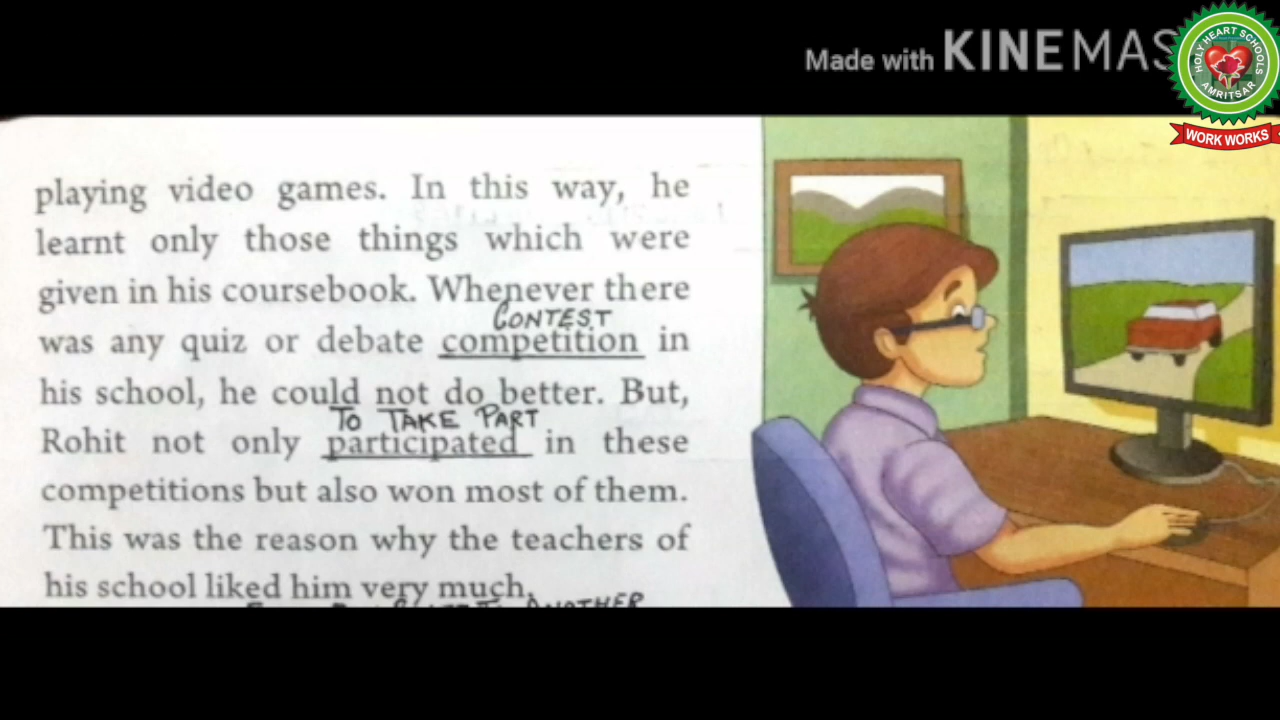 Made with KINEMAS
HOLY HEART SCHOOLS
AMRITSAR
WORK WORKS
playing video games. In this way, he
learnt only those things which were
given in his coursebook. Whenever there
CONTEST
was any quiz or debate competition in
his school, he could not do better. But,
TO TAKE PART
Rohit not only participated in these
competitions but also won most of them.
This was the reason why the teachers of
his school liked him very much.
ANOTHER